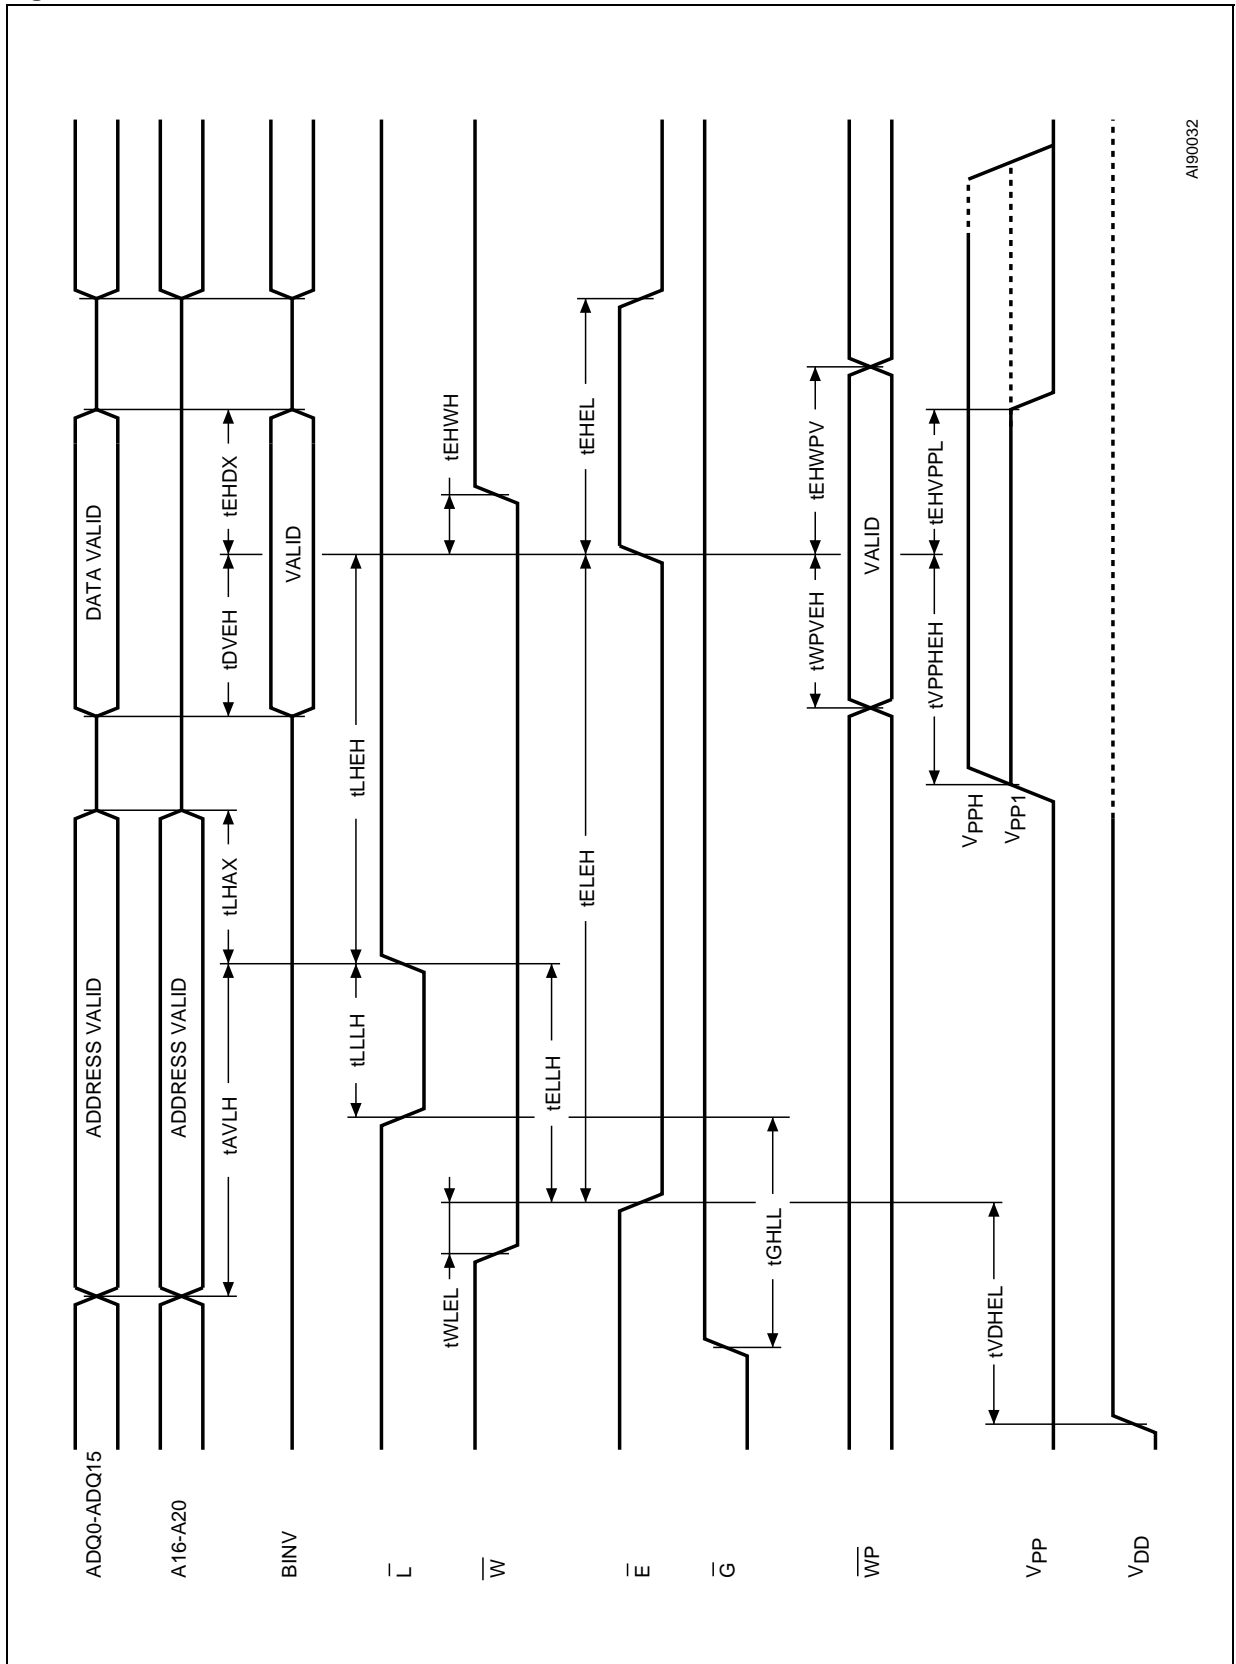 ADQ0-ADQ15
ADDRESS VALID
DATA VALID
A16-A20
ADDRESS VALID
tAVLH
tLHAX
tDVEH
tEHDX
BINV
VALID
L̅
tLLLH
tLHEH
W̅
tWLEL
tEHWH
tELLH
E̅
tELEH
tEHEL
G̅
tGHLL
W̅P̅
tWPVEH
tEHWPV
VALID
tVPPHEH
tEHVPPL
VPP
VPPH
VPP1
tVDHEL
VDD
AI90032